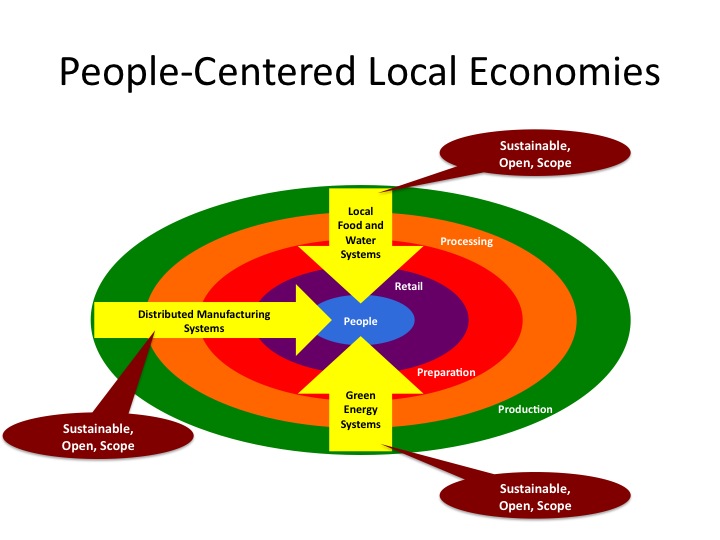 People-Centered Local Economies
Sustainable,
Open, Scope
Local
Food and
Water
Systems
Processing
Retail
Distributed Manufacturing
Systems
People
Preparation
Green
Energy
Systems
Production
Sustainable,
Open, Scope
Sustainable,
Open, Scope